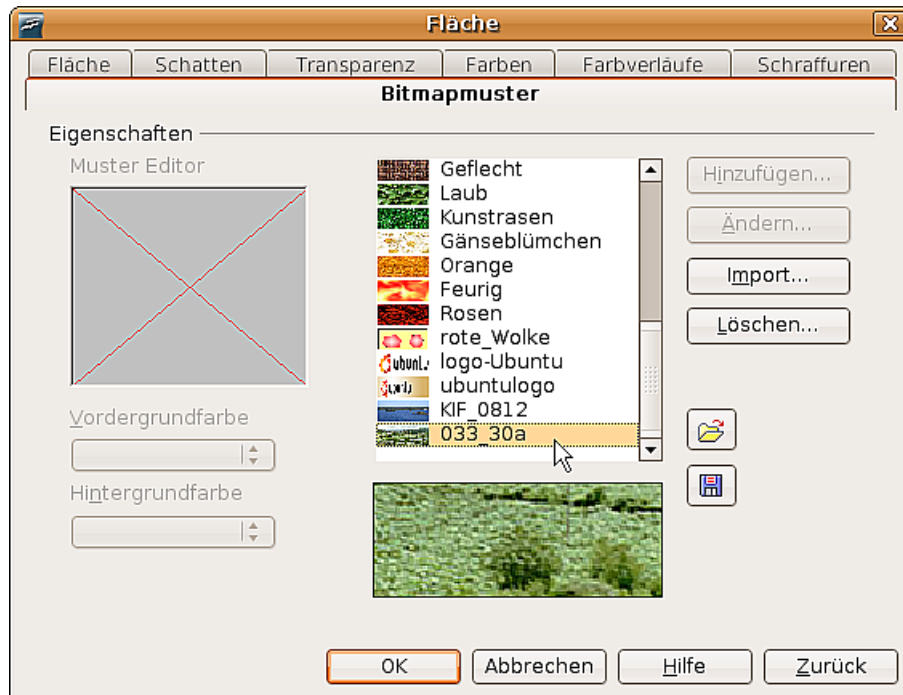 Fläche
Fläche Schatten Transparenz Farben Farbverläufe Schraffuren
Bitmapmuster
Eigenschaften
Muster Editor
Vordergrundfarbe
Hintergrundfarbe
Geflecht
Laub
Kunstrasen
Gänseblümchen
Orange
Feurig
Rosen
rote_Wolke
logo-Ubuntu
ubuntulogo
KIF_0812
033_30a
Hinzufügen...
Ändern...
Import...
Löschen...
OK Abbrechen Hilfe Zurück